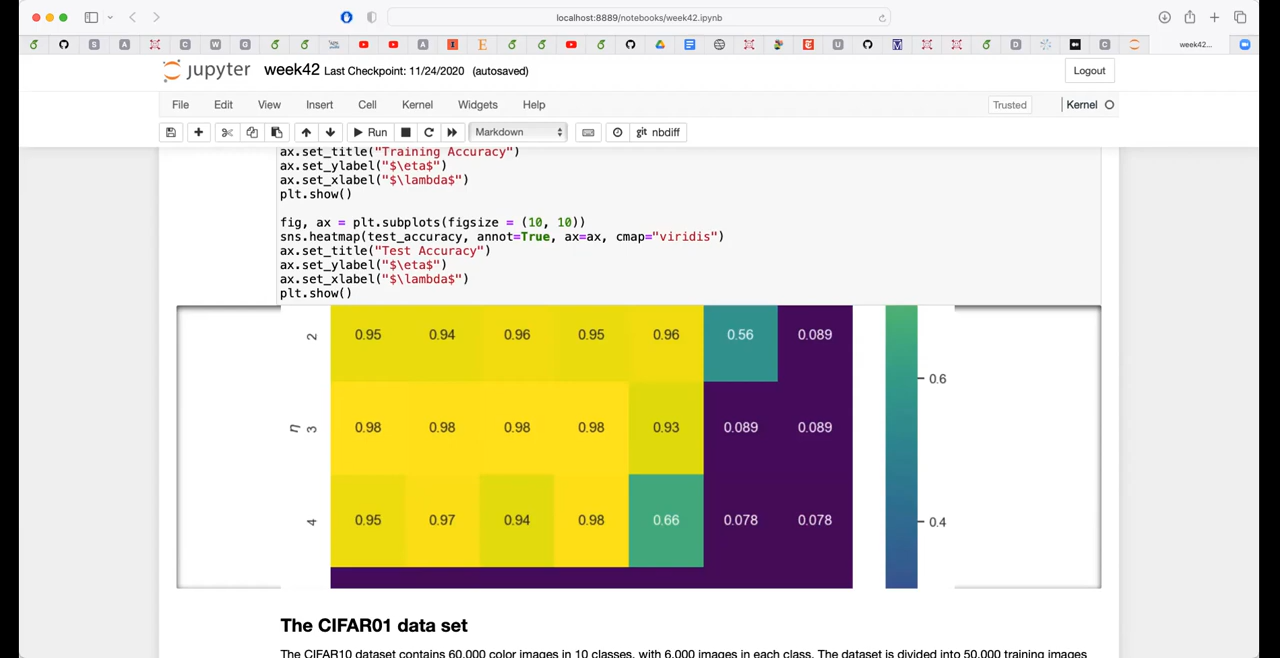 localhost:8889/notebooks/week42.ipynb
week42...
jupyter week42 Last Checkpoint: 11/24/2020 (autosaved)
Logout
File Edit View Insert Cell Kernel Widgets Help Trusted Kernel
Run Markdown git nbdiff
ax.set_title("Training Accuracy")
ax.set_ylabel("$\eta$")
ax.set_xlabel("$\lambda$")
plt.show()
fig, ax = plt.subplots(figsize = (10, 10))
sns.heatmap(test_accuracy, annot=True, ax=ax, cmap="viridis")
ax.set_title("Test Accuracy")
ax.set_ylabel("$\eta$")
ax.set_xlabel("$\lambda$")
plt.show()
2 0.95 0.94 0.96 0.95 0.96 0.56 0.089
0.6
η 3 0.98 0.98 0.98 0.98 0.93 0.089 0.089
4 0.95 0.97 0.94 0.98 0.66 0.078 0.078
0.4
The CIFAR01 data set
The CIFAR10 dataset contains 60,000 color images in 10 classes, with 6,000 images in each class. The dataset is divided into 50,000 training images